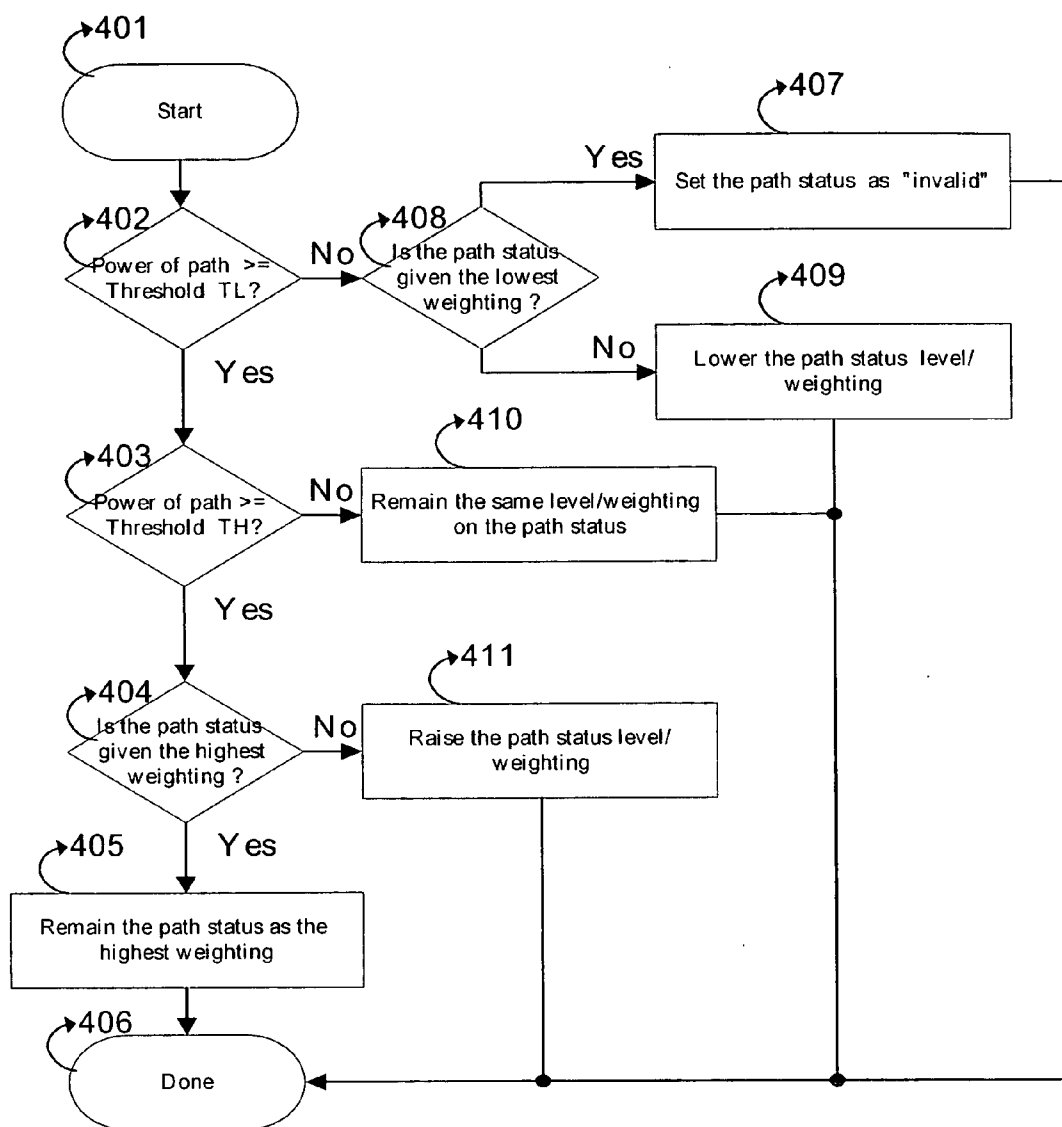 401
Start
407
Yes
Set the path status as "invalid"
402
Power of path >=
Threshold TL?
No
408
Is the path status
given the lowest
weighting ?
409
No
Lower the path status level/
weighting
Yes
403
Power of path >=
Threshold TH?
No
410
Remain the same level/weighting
on the path status
Yes
404
Is the path status
given the highest
weighting ?
No
411
Raise the path status level/
weighting
Yes
405
Remain the path status as the
highest weighting
406
Done